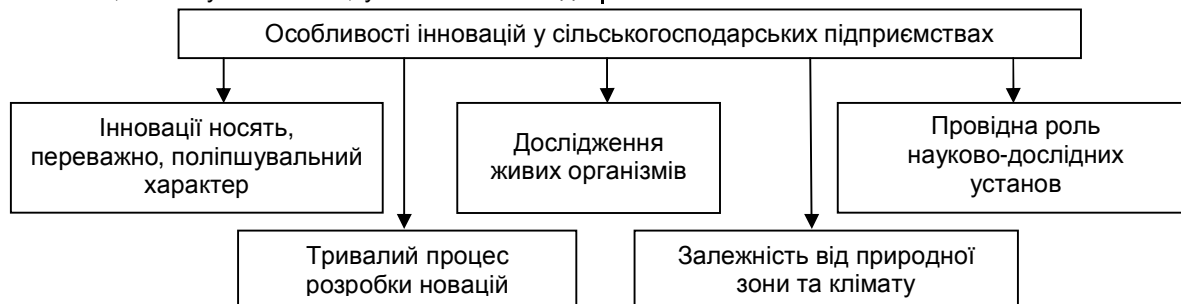 Особливості інновацій у сільськогосподарських підприємствах
Інновації носять,
переважно, поліпшувальний
характер
Дослідження
живих організмів
Провідна роль
науково-дослідних
установ
Тривалий процес
розробки новацій
Залежність від природної
зони та клімату